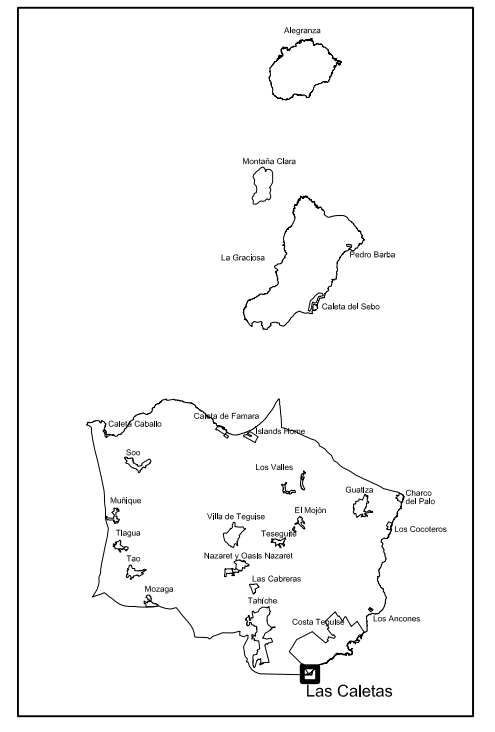 Alegranza
Montaña Clara
La Graciosa
Pedro Barba
Caleta del Sebo
Caleta Caballo
Caleta de Famara
Islands Home
Soo
Los Valles
Guatiza
Charco
del Palo
Muñique
El Mojón
Villa de Teguise
Los Cocoteros
Tiagua
Teseguite
Tao
Nazaret y Oasis Nazaret
Las Cabreras
Mozaga
Tahiche
Costa Teguise
Los Ancones
Las Caletas